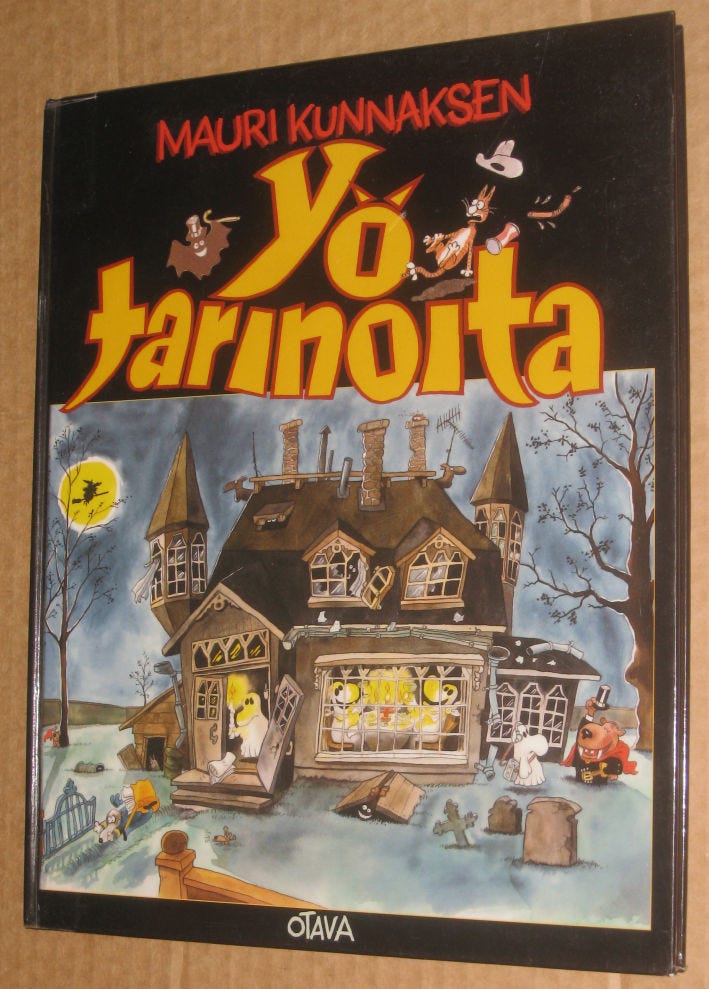 MAURI KUNNAKSEN
Yö
tarinoita
OTAVA